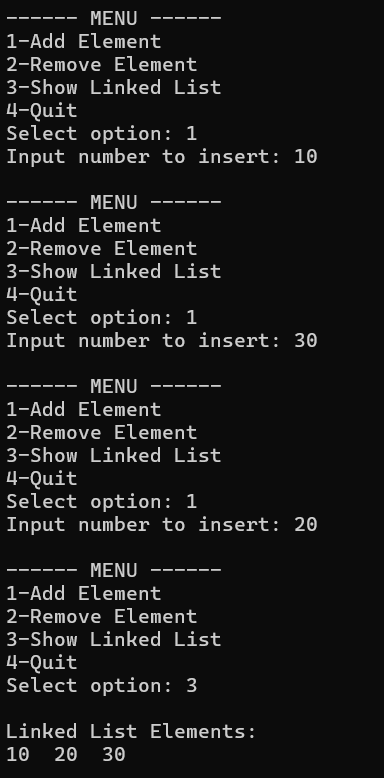 ------ MENU ------
1-Add Element
2-Remove Element
3-Show Linked List
4-Quit
Select option: 1
Input number to insert: 10

------ MENU ------
1-Add Element
2-Remove Element
3-Show Linked List
4-Quit
Select option: 1
Input number to insert: 30

------ MENU ------
1-Add Element
2-Remove Element
3-Show Linked List
4-Quit
Select option: 1
Input number to insert: 20

------ MENU ------
1-Add Element
2-Remove Element
3-Show Linked List
4-Quit
Select option: 3

Linked List Elements:
10  20  30